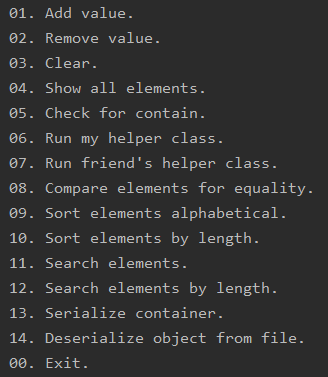 01. Add value.
02. Remove value.
03. Clear.
04. Show all elements.
05. Check for contain.
06. Run my helper class.
07. Run friend's helper class.
08. Compare elements for equality.
09. Sort elements alphabetical.
10. Sort elements by length.
11. Search elements.
12. Search elements by length.
13. Serialize container.
14. Deserialize object from file.
00. Exit.